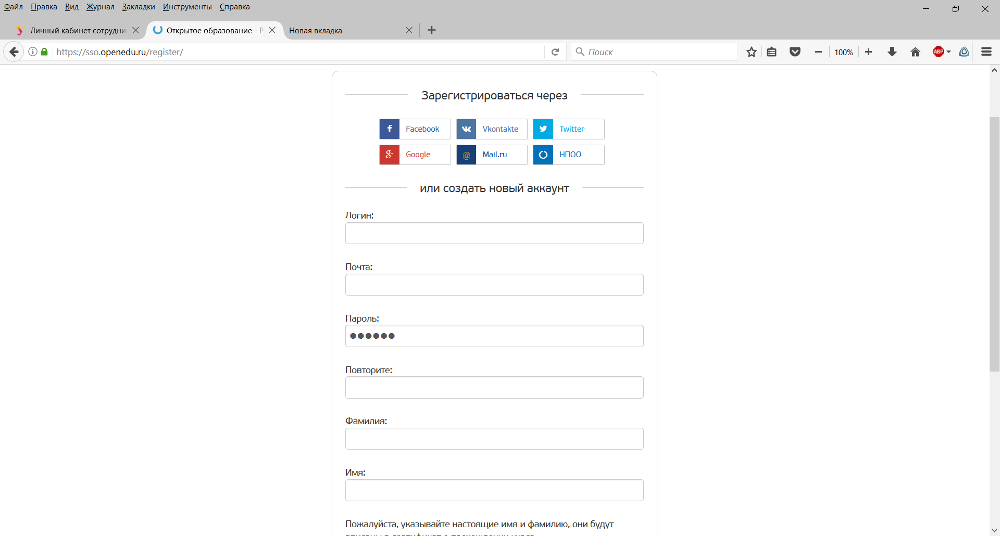 Файл Правка Вид Журнал Закладки Инструменты Справка
Личный кабинет сотрудни Открытое образование - Р Новая вкладка
https://sso.openedu.ru/register/ Поиск 100% ABP
Зарегистрироваться через
Facebook Vkontakte Twitter
Google Mail.ru НПОО
или создать новый аккаунт
Логин:
Почта:
Пароль:
Повторите:
Фамилия:
Имя:
Пожалуйста, указывайте настоящие имя и фамилию, они будут